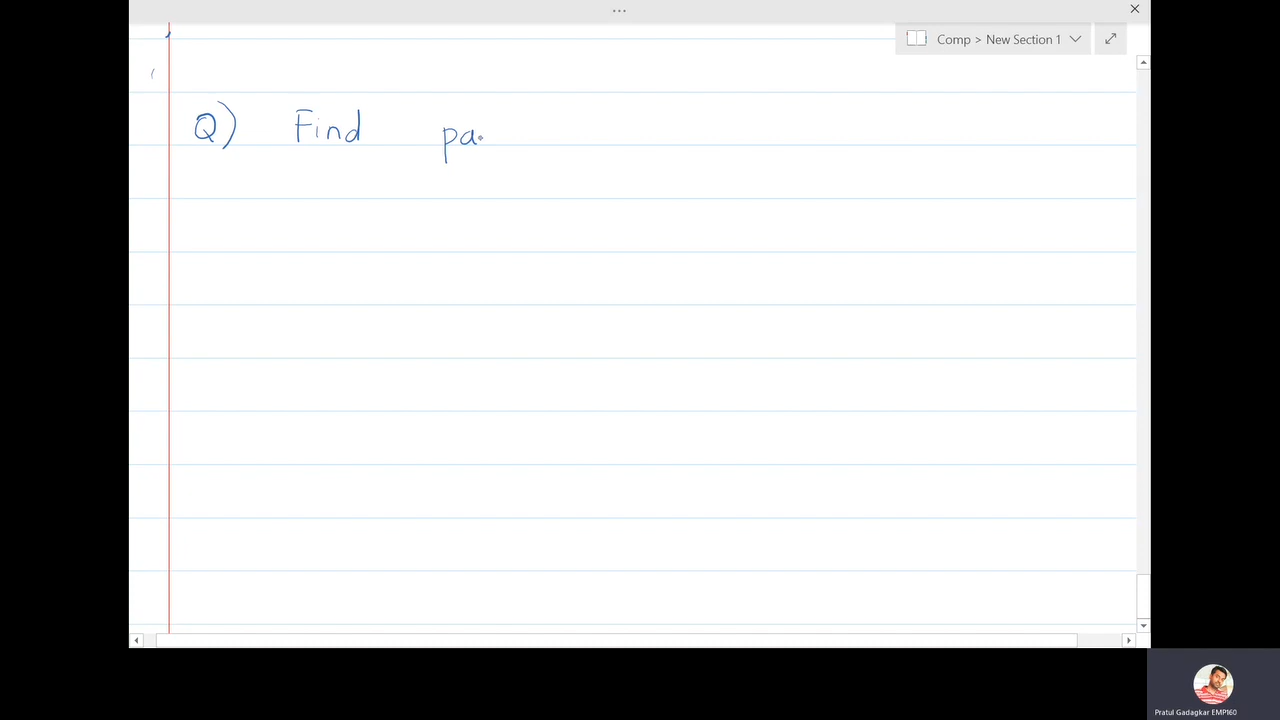 Comp > New Section 1
Q) Find pa
Pratul Gadagkar EMP160